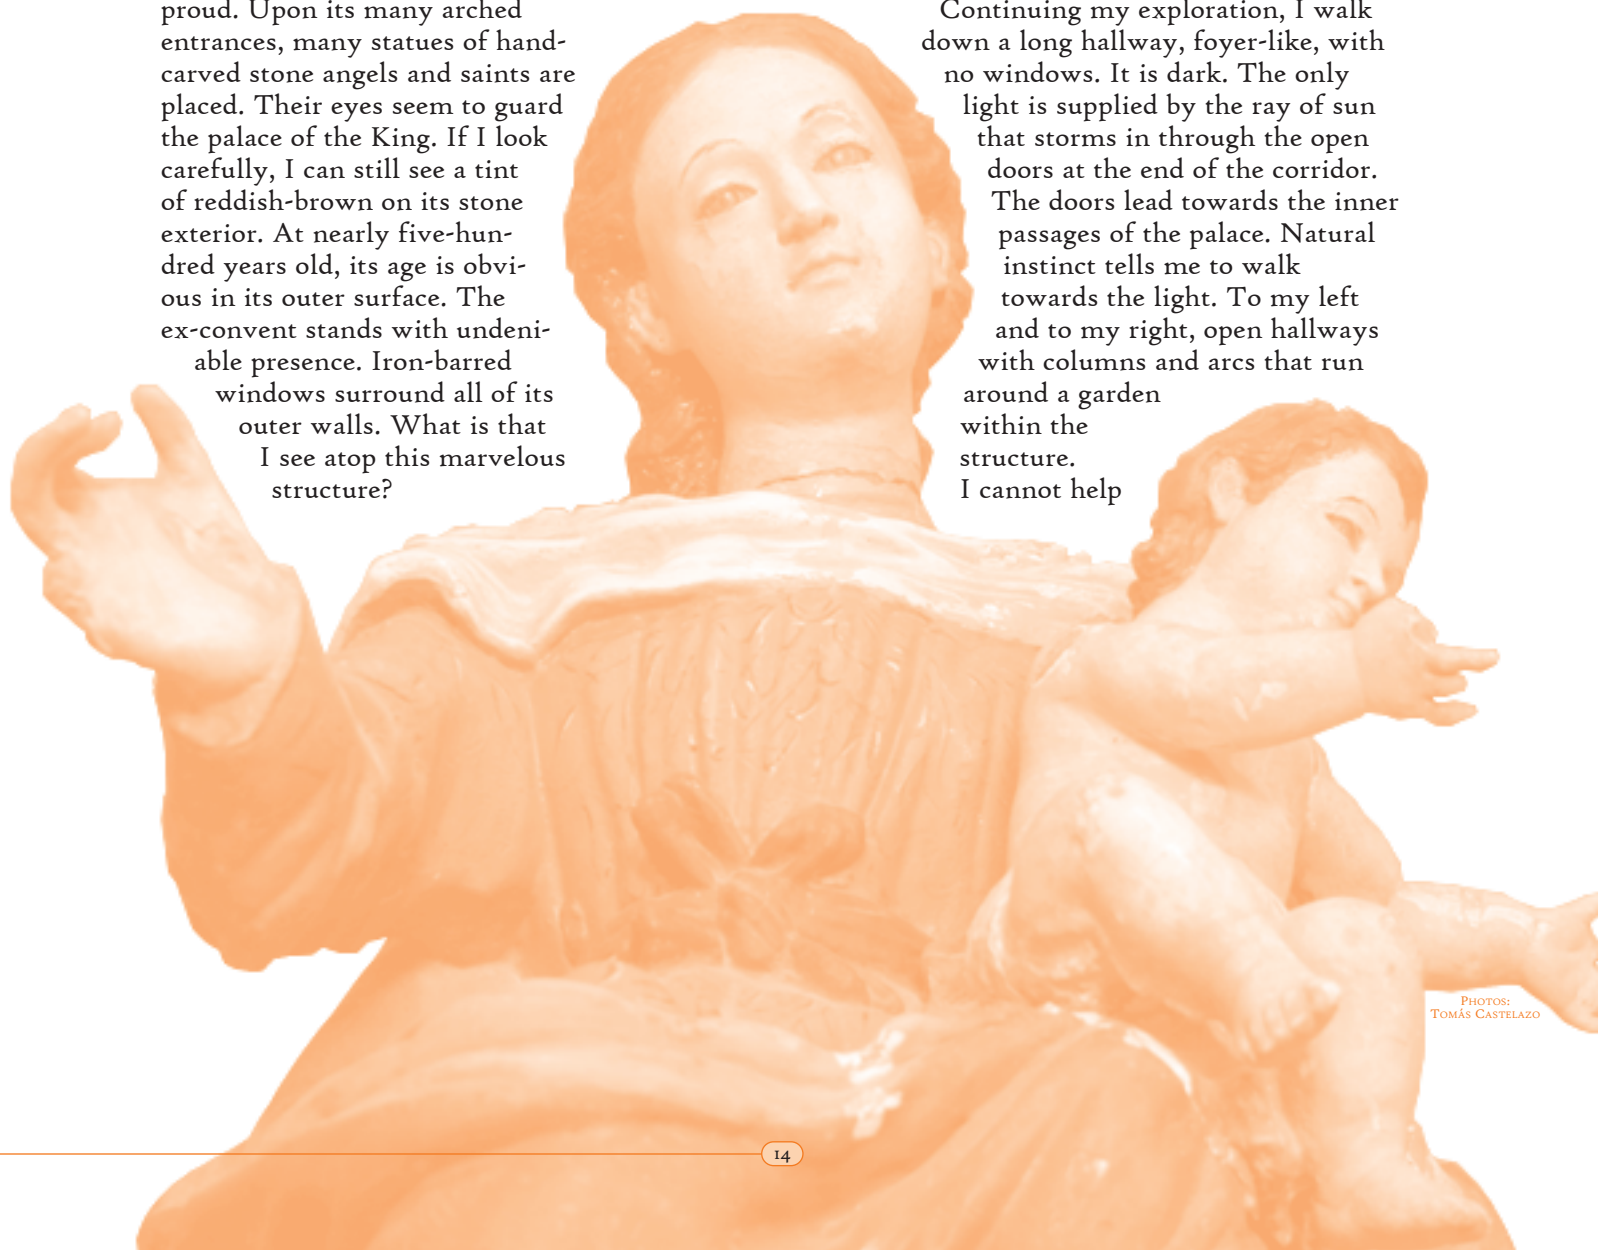 proud. Upon its many arched
entrances, many statues of hand-
carved stone angels and saints are
placed. Their eyes seem to guard
the palace of the King. If I look
carefully, I can still see a tint
of reddish-brown on its stone
exterior. At nearly five-hun-
dred years old, its age is obvi-
ous in its outer surface. The
ex-convent stands with undeni-
able presence. Iron-barred
windows surround all of its
outer walls. What is that
I see atop this marvelous
structure?
Continuing my exploration, I walk
down a long hallway, foyer-like, with
no windows. It is dark. The only
light is supplied by the ray of sun
that storms in through the open
doors at the end of the corridor.
The doors lead towards the inner
passages of the palace. Natural
instinct tells me to walk
towards the light. To my left
and to my right, open hallways
with columns and arcs that run
around a garden
within the
structure.
I cannot help
Photos:
Tomás Castelazo
14